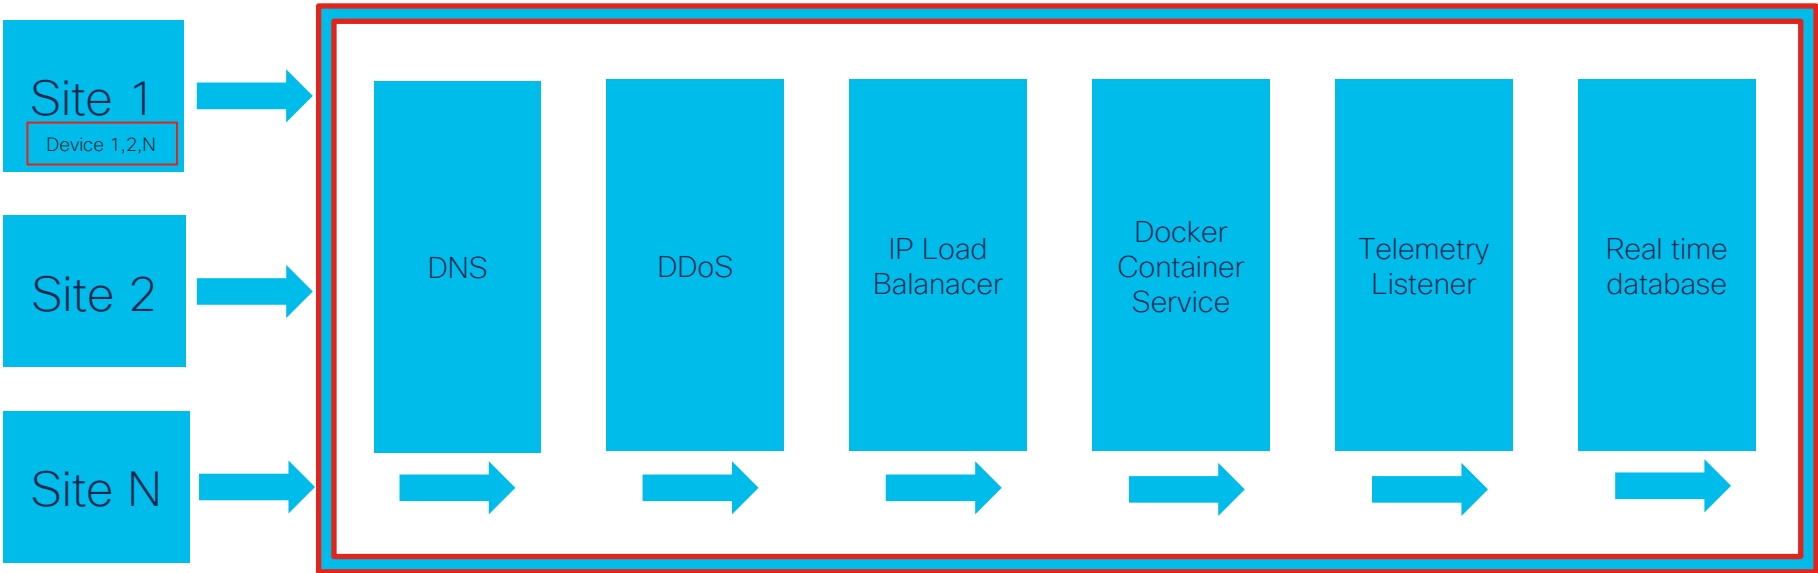 Site 1
Device 1,2,N
Site 2
Site N
DNS
DDoS
IP Load
Balanacer
Docker
Container
Service
Telemetry
Listener
Real time
database